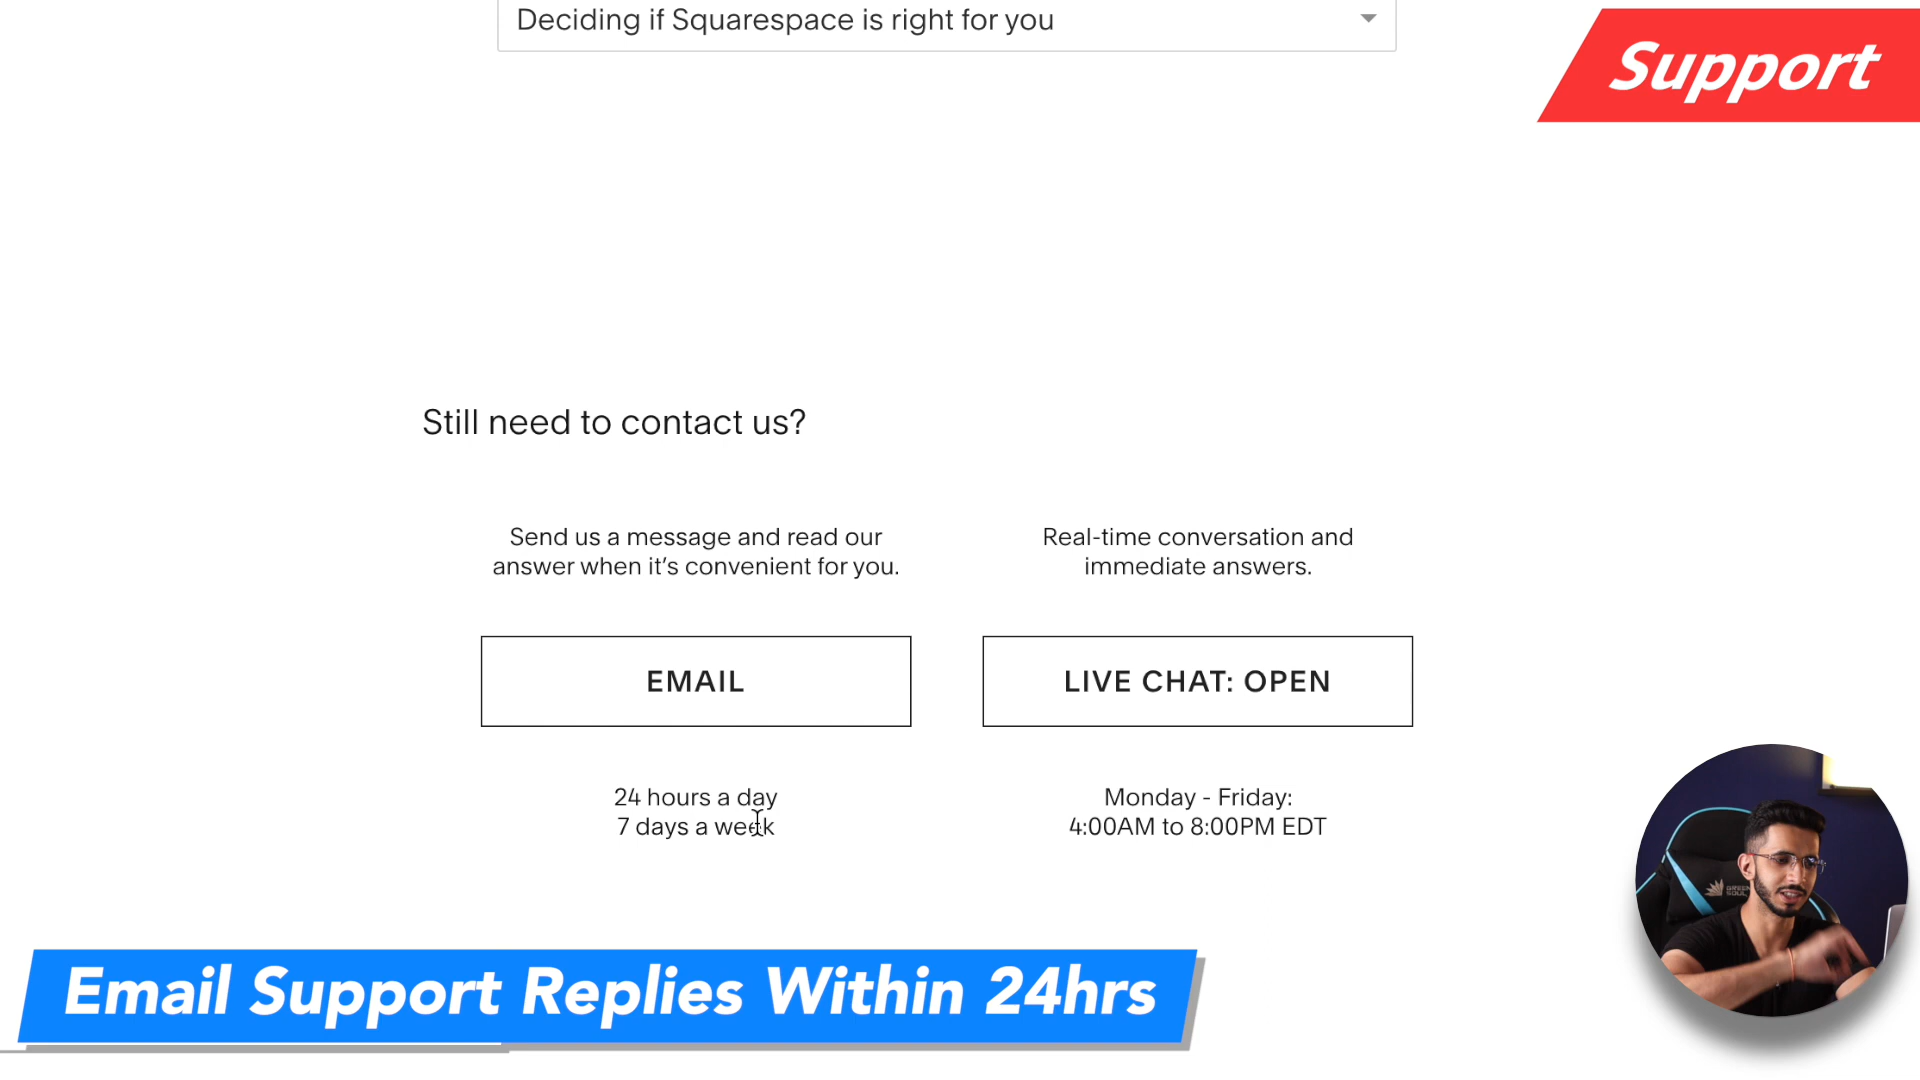 Deciding if Squarespace is right for you
Support
Still need to contact us?
Send us a message and read our
answer when it's convenient for you.
Real-time conversation and
immediate answers.
EMAIL
LIVE CHAT: OPEN
24 hours a day
7 days a week
Monday - Friday:
4:00AM to 8:00PM EDT
GREEN
SOUL
Email Support Replies Within 24hrs